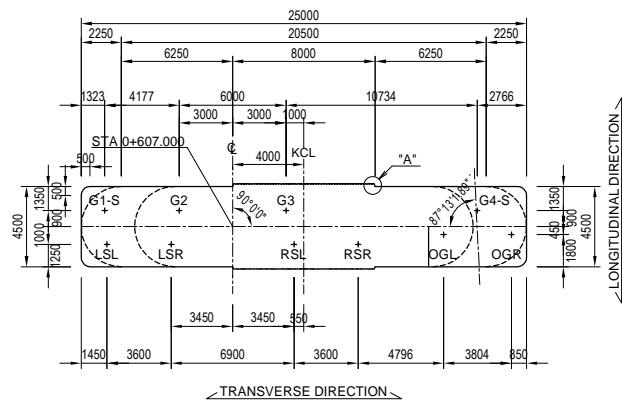 25000
2250 20500 2250
6250 8000 6250
1323 4177 6000 10734 2766
3000 3000 1000
STA 0+607.000 ℄ 4000 KCL "A"
500
1350 500 900 1000 1250 4500
G1-S G2 90°0'0" G3 87°13'1.89" G4-S
LSL LSR RSL RSR OGL OGR
1350 900 450 1800 4500
LONGITUDINAL DIRECTION
3450 3450 550
1450 3600 6900 3600 4796 3804 850
TRANSVERSE DIRECTION